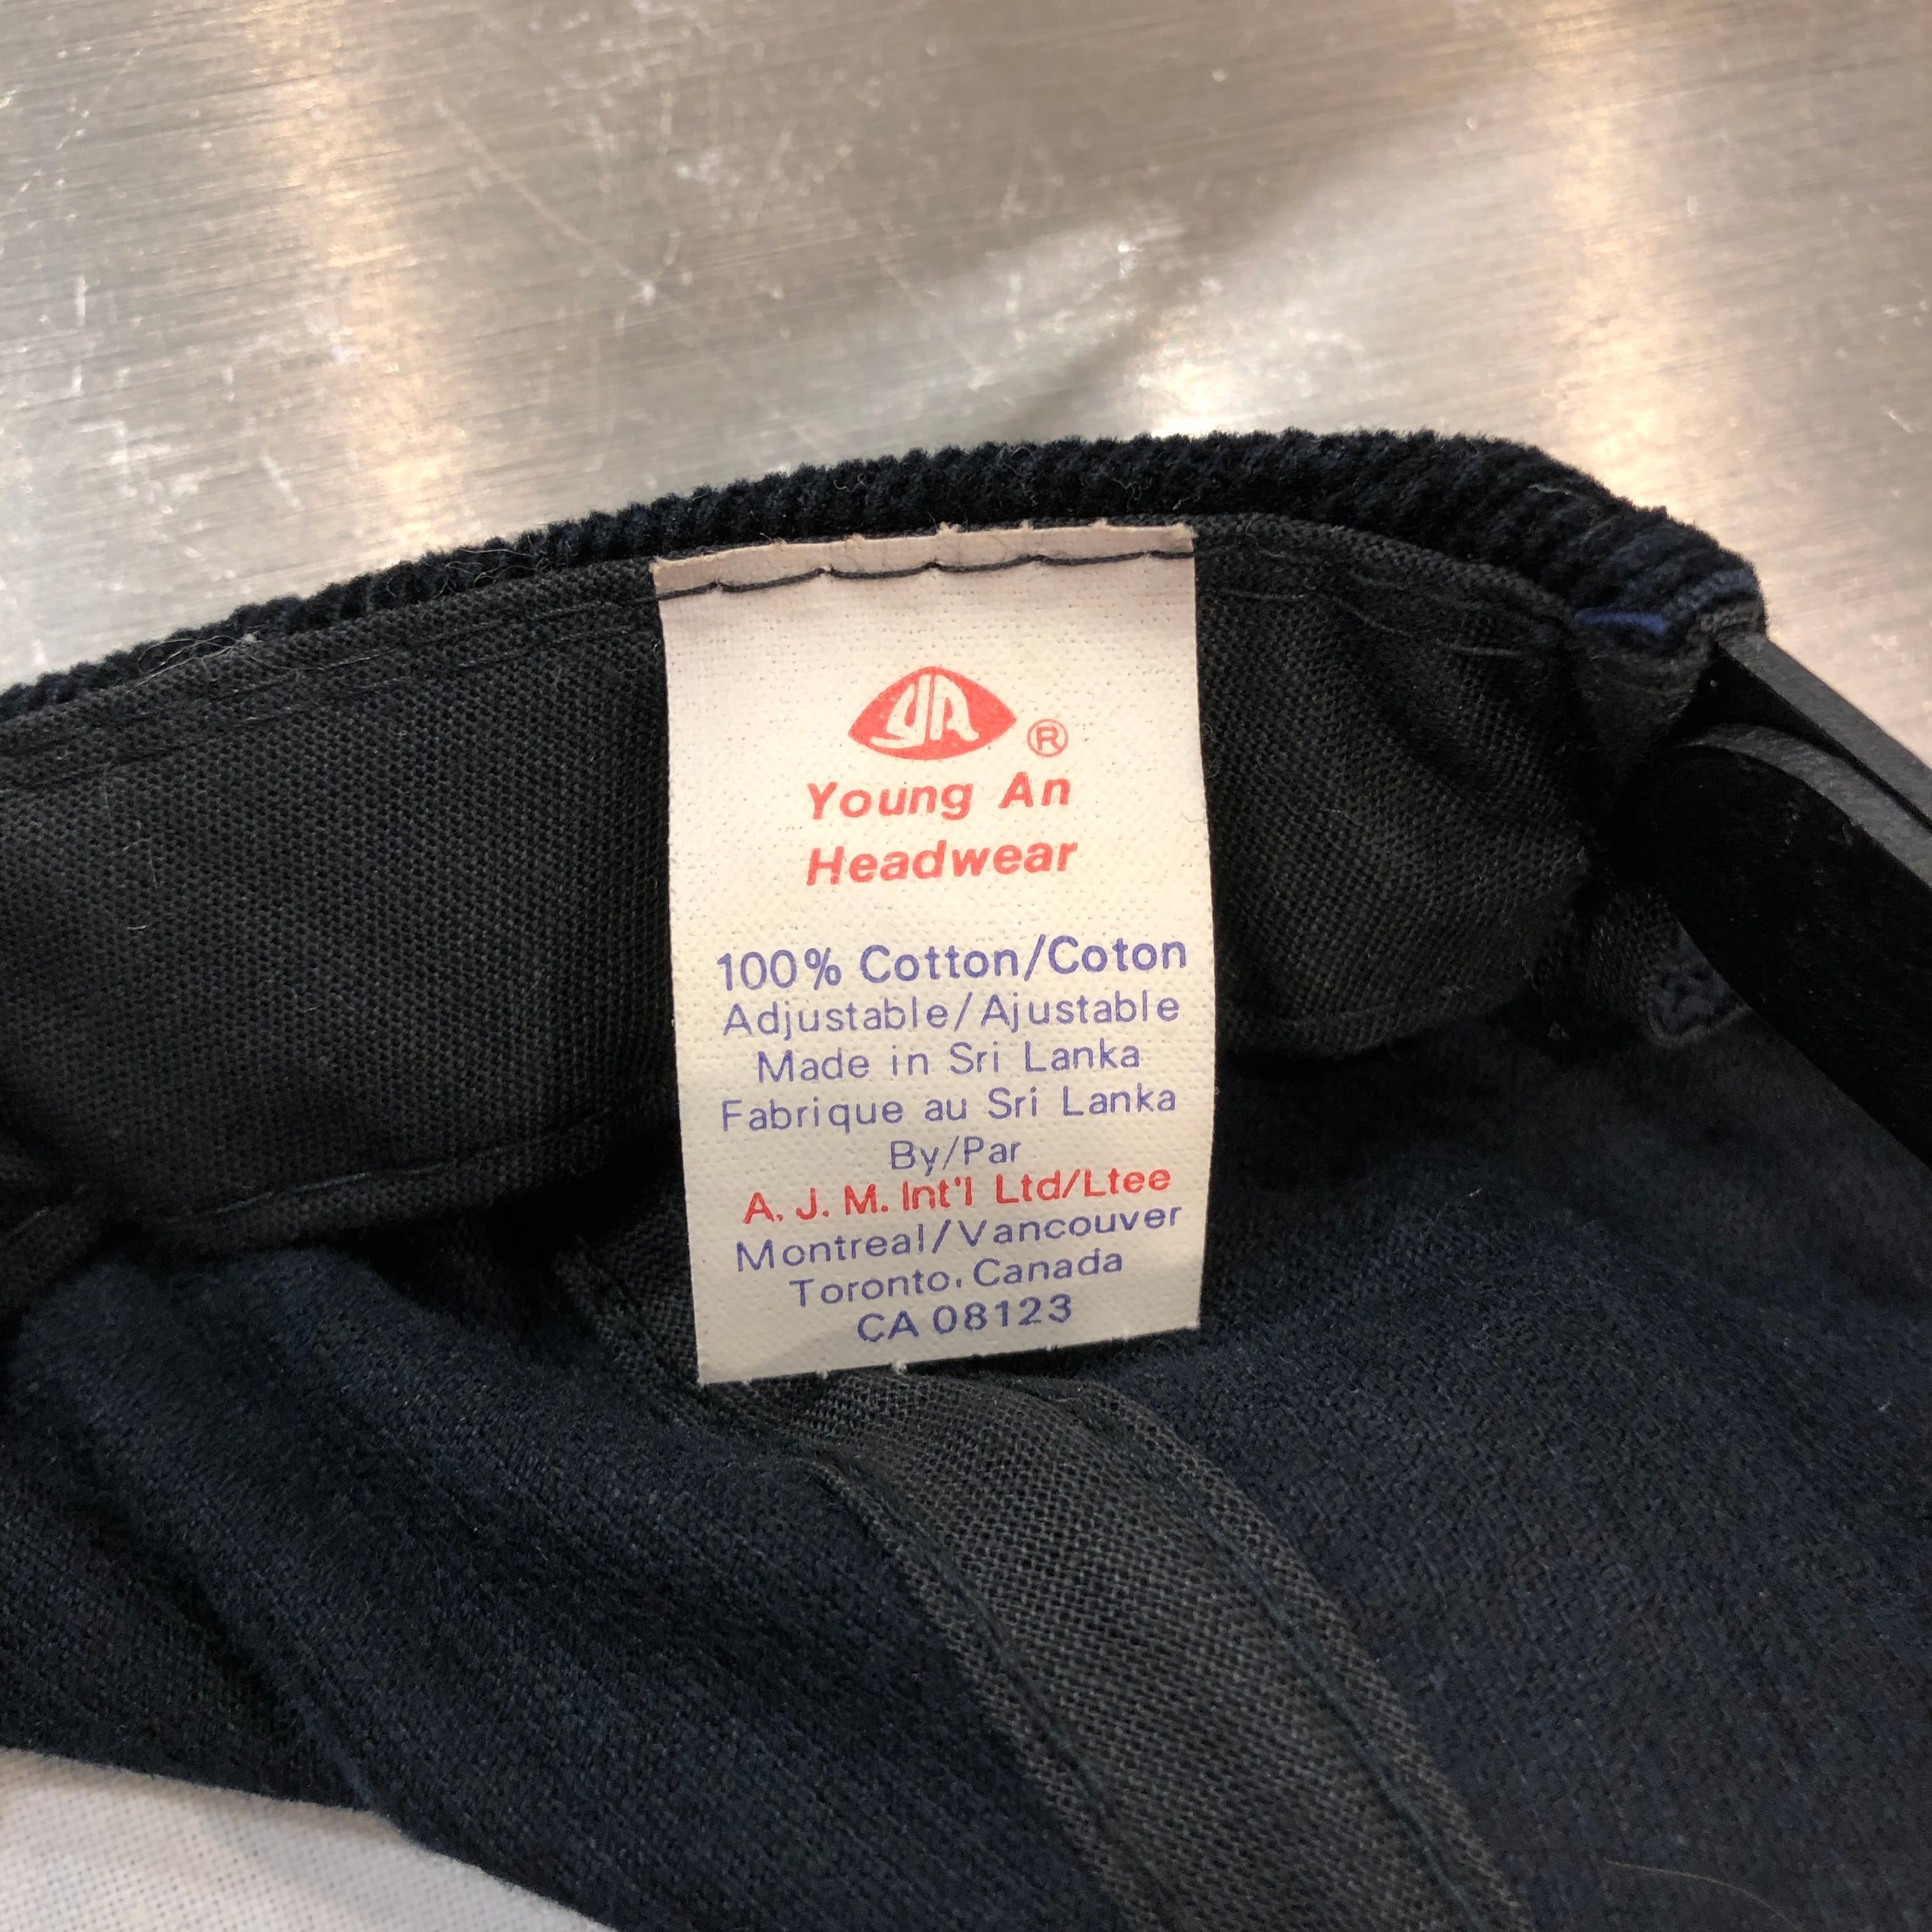 YA ®
Young An
Headwear
100% Cotton/Coton
Adjustable/Ajustable
Made in Sri Lanka
Fabrique au Sri Lanka
By/Par
A. J. M. Int'l Ltd/Ltee
Montreal/Vancouver
Toronto. Canada
CA 08123